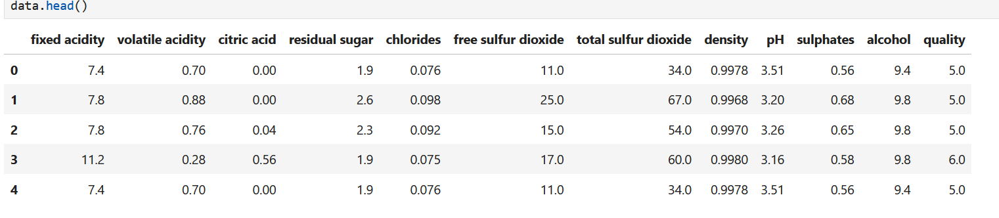 data.head()
fixed acidity volatile acidity citric acid residual sugar chlorides free sulfur dioxide total sulfur dioxide density pH sulphates alcohol quality
0 7.4 0.70 0.00 1.9 0.076 11.0 34.0 0.9978 3.51 0.56 9.4 5.0
1 7.8 0.88 0.00 2.6 0.098 25.0 67.0 0.9968 3.20 0.68 9.8 5.0
2 7.8 0.76 0.04 2.3 0.092 15.0 54.0 0.9970 3.26 0.65 9.8 5.0
3 11.2 0.28 0.56 1.9 0.075 17.0 60.0 0.9980 3.16 0.58 9.8 6.0
4 7.4 0.70 0.00 1.9 0.076 11.0 34.0 0.9978 3.51 0.56 9.4 5.0